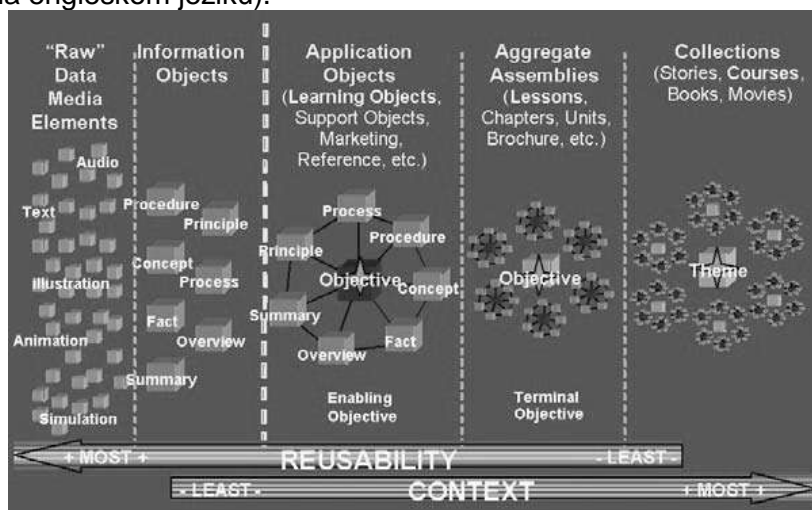 na engleskom jeziku).
"Raw"
Data
Media
Elements
Information
Objects
Application
Objects
(Learning Objects,
Support Objects,
Marketing,
Reference, etc.)
Aggregate
Assemblies
(Lessons,
Chapters, Units,
Brochure, etc.)
Collections
(Stories, Courses,
Books, Movies)
Audio
Text
Illustration
Animation
Simulation
Procedure
Principle
Concept
Process
Fact
Overview
Summary
Process
Procedure
Principle
Objective
Concept
Summary
Overview
Fact
Enabling
Objective
Objective
Terminal
Objective
Theme
+ MOST + REUSABILITY - LEAST -
- LEAST - CONTEXT + MOST +